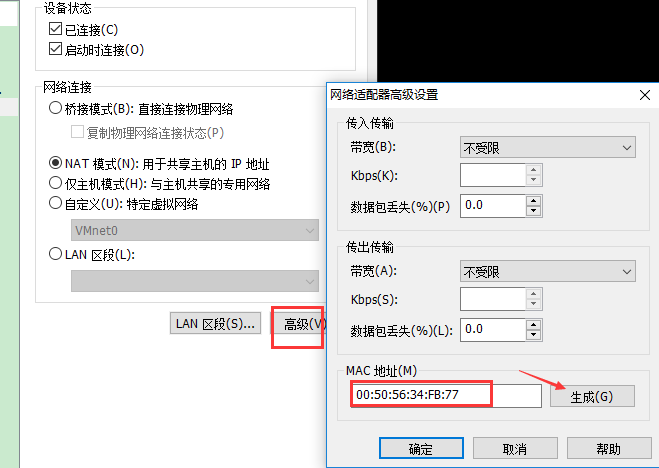 设备状态
已连接(C)
启动时连接(O)
网络连接
桥接模式(B): 直接连接物理网络
复制物理网络连接状态(P)
NAT 模式(N): 用于共享主机的 IP 地址
仅主机模式(H): 与主机共享的专用网络
自定义(U): 特定虚拟网络
VMnet0
LAN 区段(L):
LAN 区段(S)...
高级(V)
网络适配器高级设置
传入传输
带宽(B): 不受限
Kbps(K):
数据包丢失(%)(P) 0.0
传出传输
带宽(A): 不受限
Kbps(S):
数据包丢失(%)(L): 0.0
MAC 地址(M)
00:50:56:34:FB:77 生成(G)
确定 取消 帮助